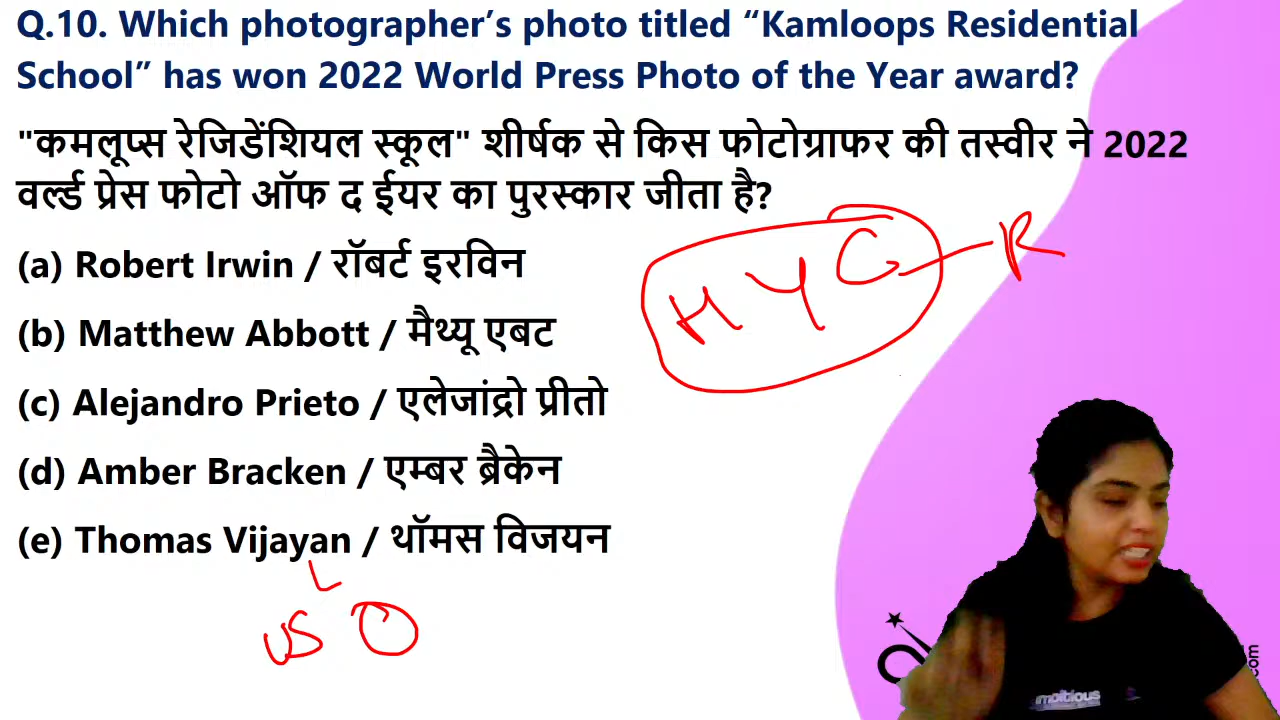 Q.10. Which photographer’s photo titled “Kamloops Residential
School” has won 2022 World Press Photo of the Year award?
"कमलूप्स रेजिडेंशियल स्कूल" शीर्षक से किस फोटोग्राफर की तस्वीर ने 2022
वर्ल्ड प्रेस फोटो ऑफ द ईयर का पुरस्कार जीता है?
(a) Robert Irwin / रॉबर्ट इरविन
H Y C R
(b) Matthew Abbott / मैथ्यू एबट
(c) Alejandro Prieto / एलेजांद्रो प्रीतो
(d) Amber Bracken / एम्बर ब्रैकेन
(e) Thomas Vijayan / थॉमस विजयन
US